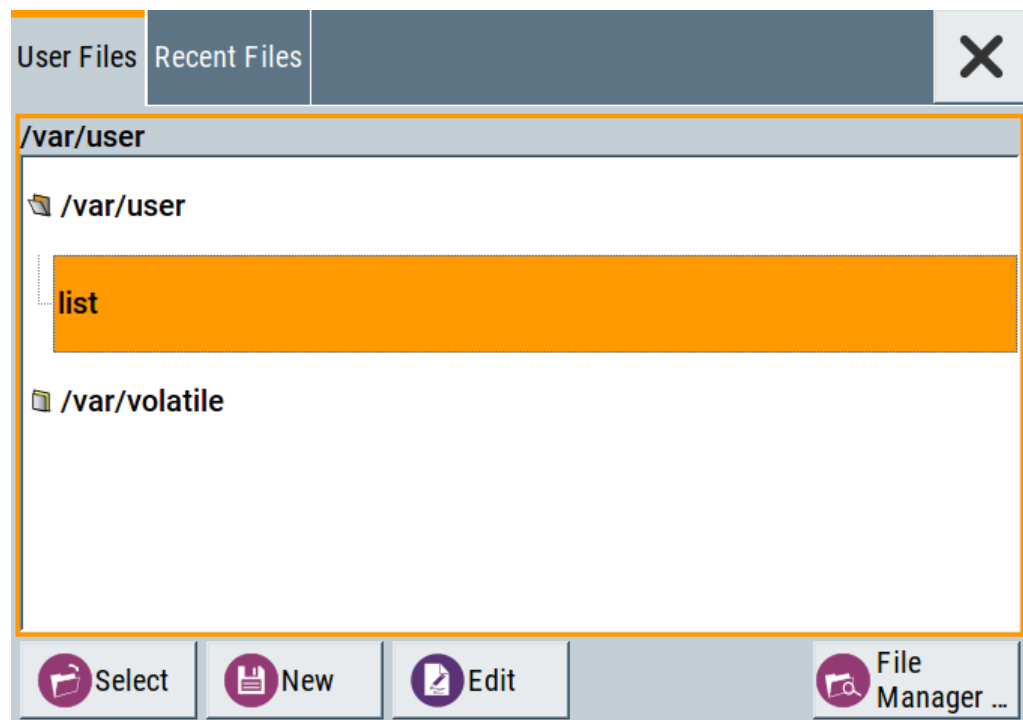 User Files Recent Files
/var/user
/var/user
list
/var/volatile
Select New Edit File
Manager ...